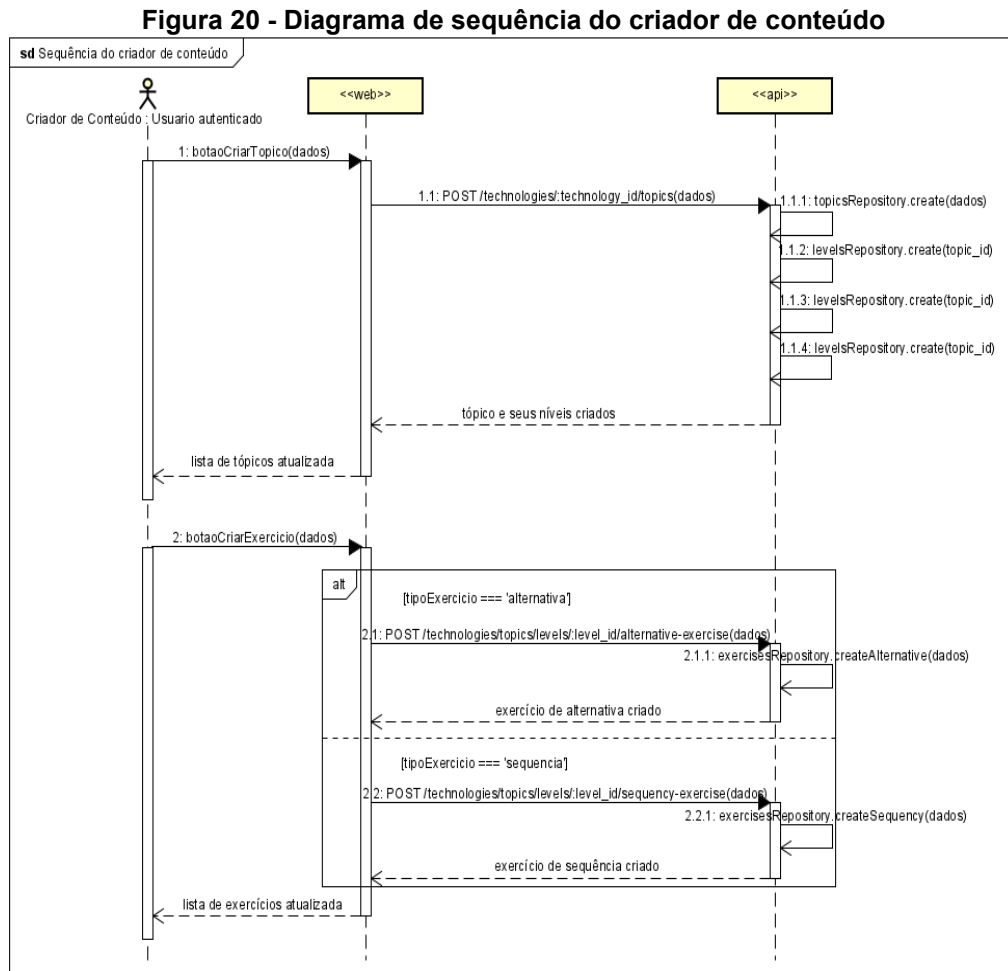 Figura 20 - Diagrama de sequência do criador de conteúdo
sd Sequência do criador de conteúdo
<<web>>
<<api>>
Criador de Conteúdo : Usuario autenticado
1: botaoCriarTopico(dados)
1.1: POST /technologies/:technology_id/topics(dados)
1.1.1: topicsRepository.create(dados)
1.1.2: levelsRepository.create(topic_id)
1.1.3: levelsRepository.create(topic_id)
1.1.4: levelsRepository.create(topic_id)
tópico e seus níveis criados
lista de tópicos atualizada
2: botaoCriarExercicio(dados)
alt
[tipoExercicio === 'alternativa']
2.1: POST /technologies/topics/levels/:level_id/alternative-exercise(dados)
2.1.1: exercisesRepository.createAlternative(dados)
exercício de alternativa criado
[tipoExercicio === 'sequencia']
2.2: POST /technologies/topics/levels/:level_id/sequency-exercise(dados)
2.2.1: exercisesRepository.createSequency(dados)
exercício de sequência criado
lista de exercícios atualizada